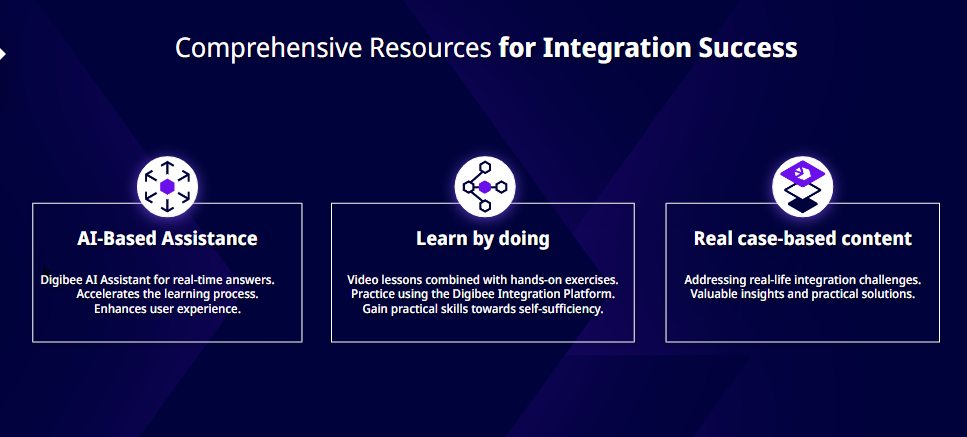 Comprehensive Resources for Integration Success
AI-Based Assistance
Digibee AI Assistant for real-time answers.
Accelerates the learning process.
Enhances user experience.
Learn by doing
Video lessons combined with hands-on exercises.
Practice using the Digibee Integration Platform.
Gain practical skills towards self-sufficiency.
Real case-based content
Addressing real-life integration challenges.
Valuable insights and practical solutions.